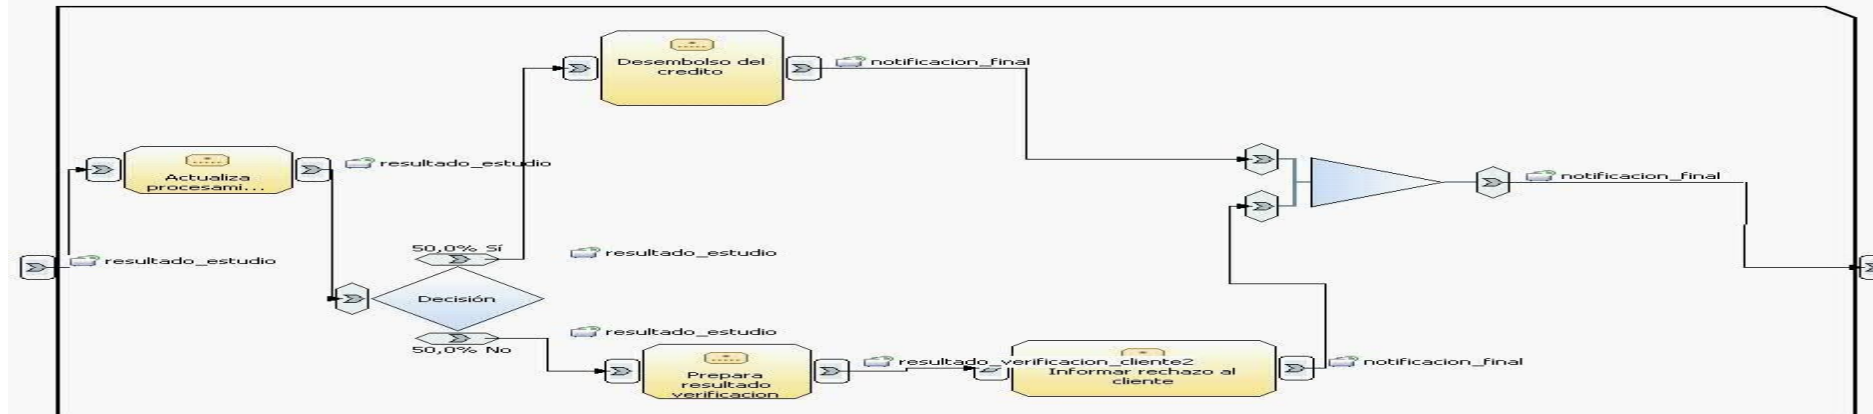 Desembolso del
credito
notificacion_final
Actualiza
procesami...
resultado_estudio
notificacion_final
resultado_estudio
50,0% Sí
resultado_estudio
Decisión
50,0% No
resultado_estudio
Prepara
resultado
verificacion
resultado_verificacion_cliente2
Informar rechazo al
cliente
notificacion_final